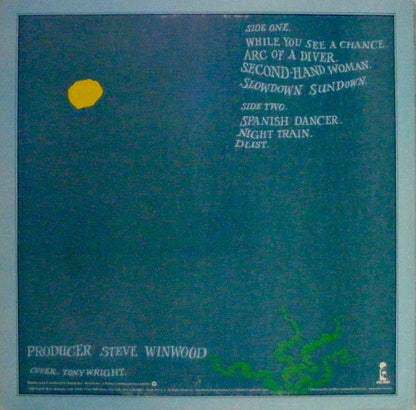 SIDE ONE.
WHILE YOU SEE A CHANCE.
ARC OF A DIVER.
SECOND-HAND WOMAN.
SLOWDOWN SUNDOWN.
SIDE TWO.
SPANISH DANCER.
NIGHT TRAIN.
DUST.
PRODUCER STEVE WINWOOD
COVER. TONY WRIGHT.